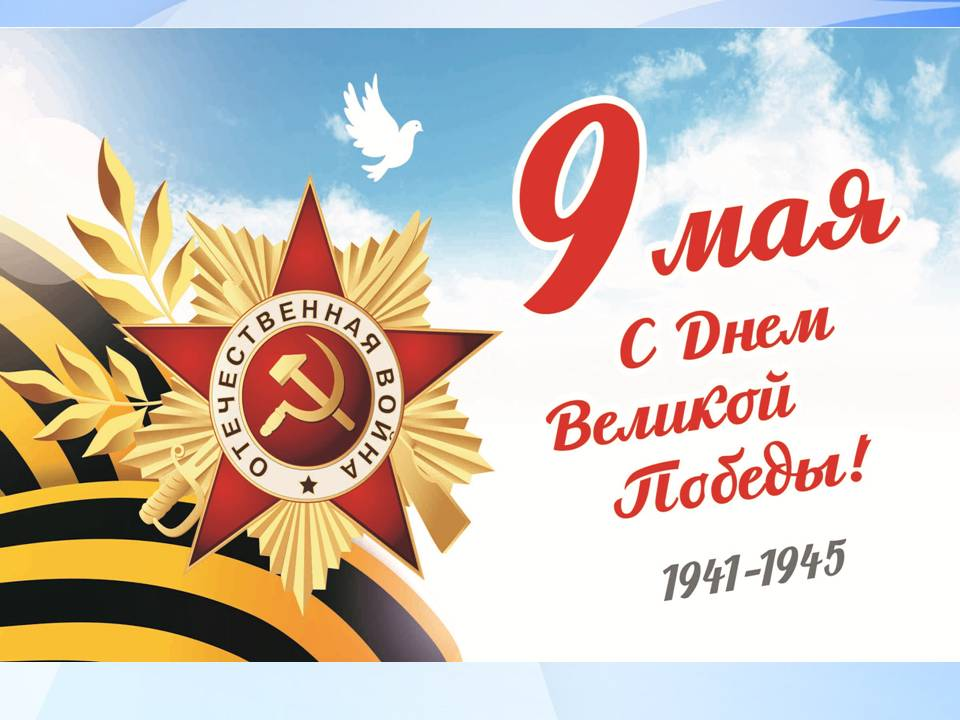 ОТЕЧЕСТВЕННАЯ ВОЙНА
9 мая
С Днем
Великой
Победы!
1941-1945